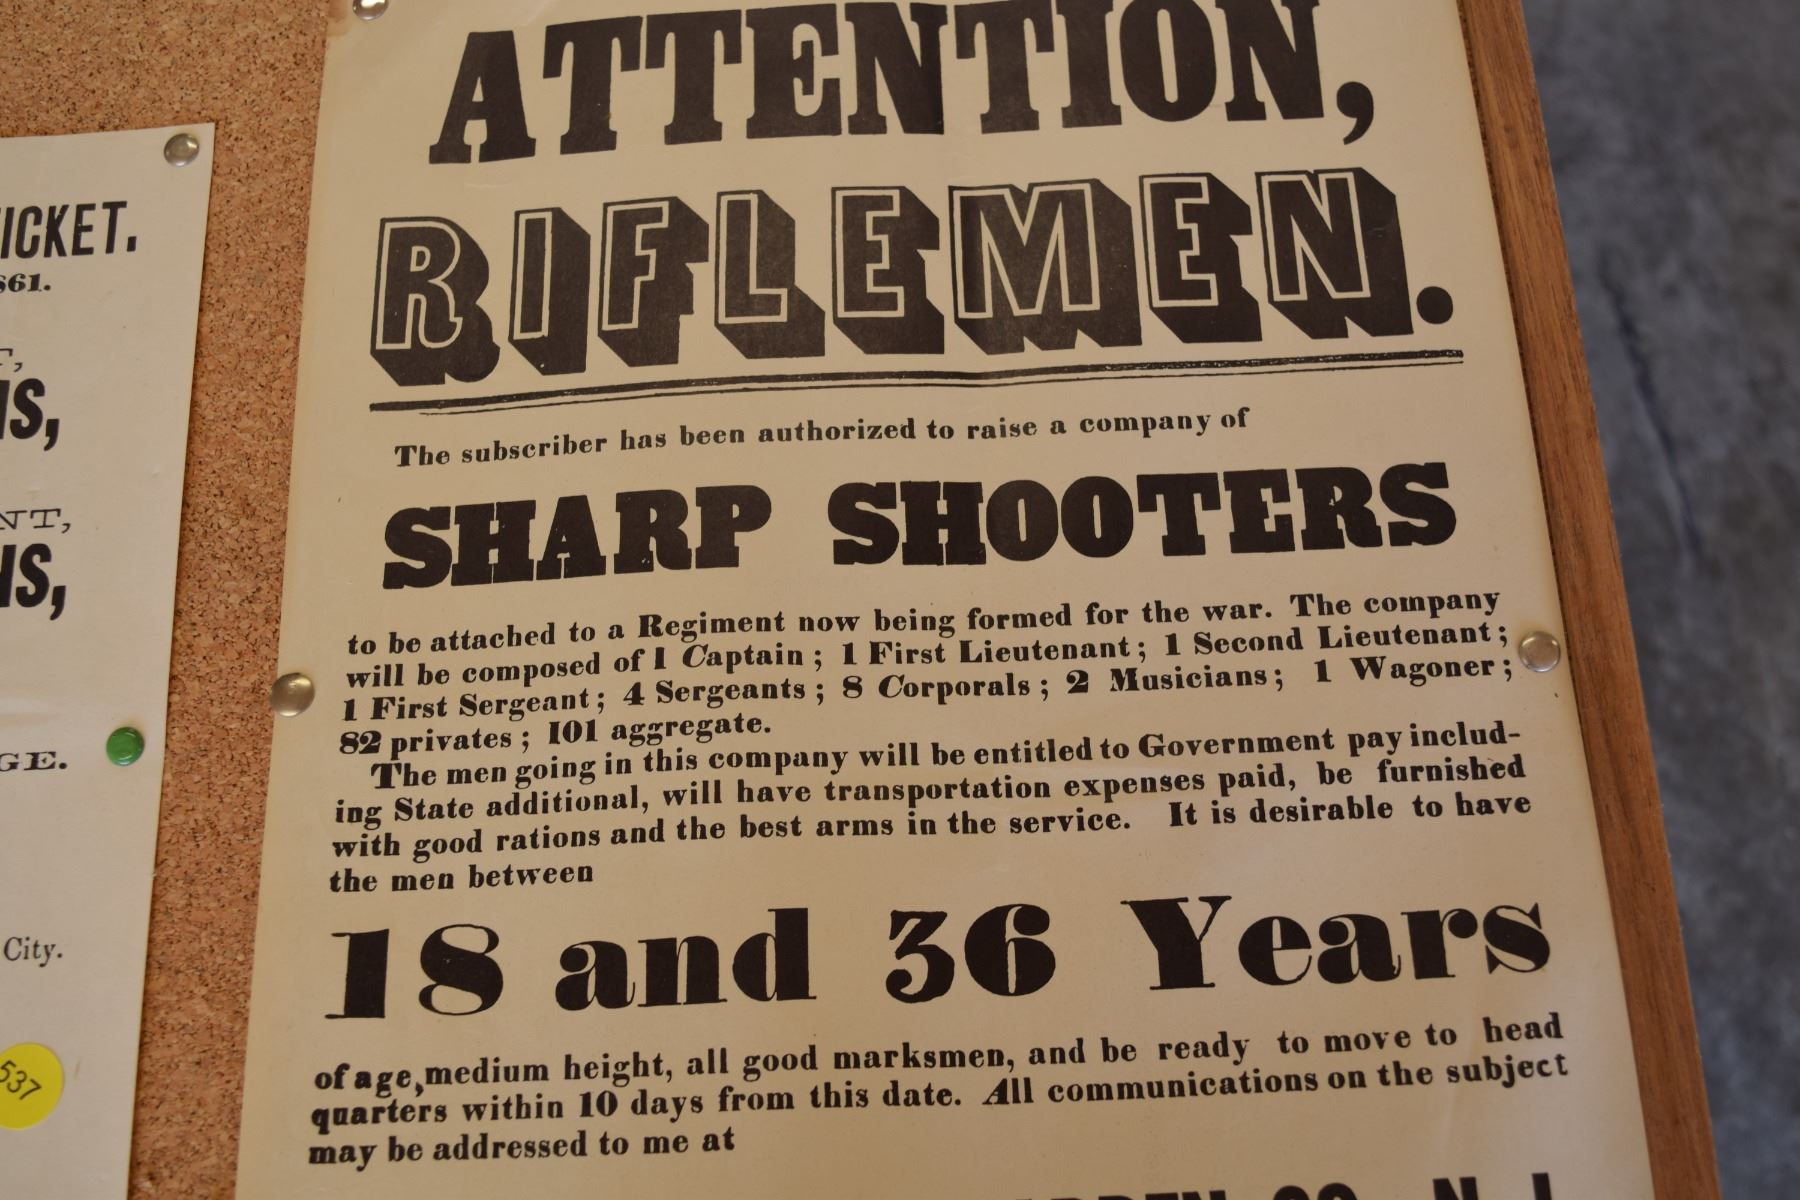 ICKET.
61.
T,
NS,
NT,
NS,
GE.
City.
537
ATTENTION,
RIFLEMEN.
The subscriber has been authorized to raise a company of
SHARP SHOOTERS
to be attached to a Regiment now being formed for the war. The company
will be composed of 1 Captain; 1 First Lieutenant; 1 Second Lieutenant;
1 First Sergeant; 4 Sergeants; 8 Corporals; 2 Musicians; 1 Wagoner;
82 privates; 101 aggregate.
The men going in this company will be entitled to Government pay includ-
ing State additional, will have transportation expenses paid, be furnished
with good rations and the best arms in the service. It is desirable to have
the men between
18 and 36 Years
of age, medium height, all good marksmen, and be ready to move to head
quarters within 10 days from this date. All communications on the subject
may be addressed to me at